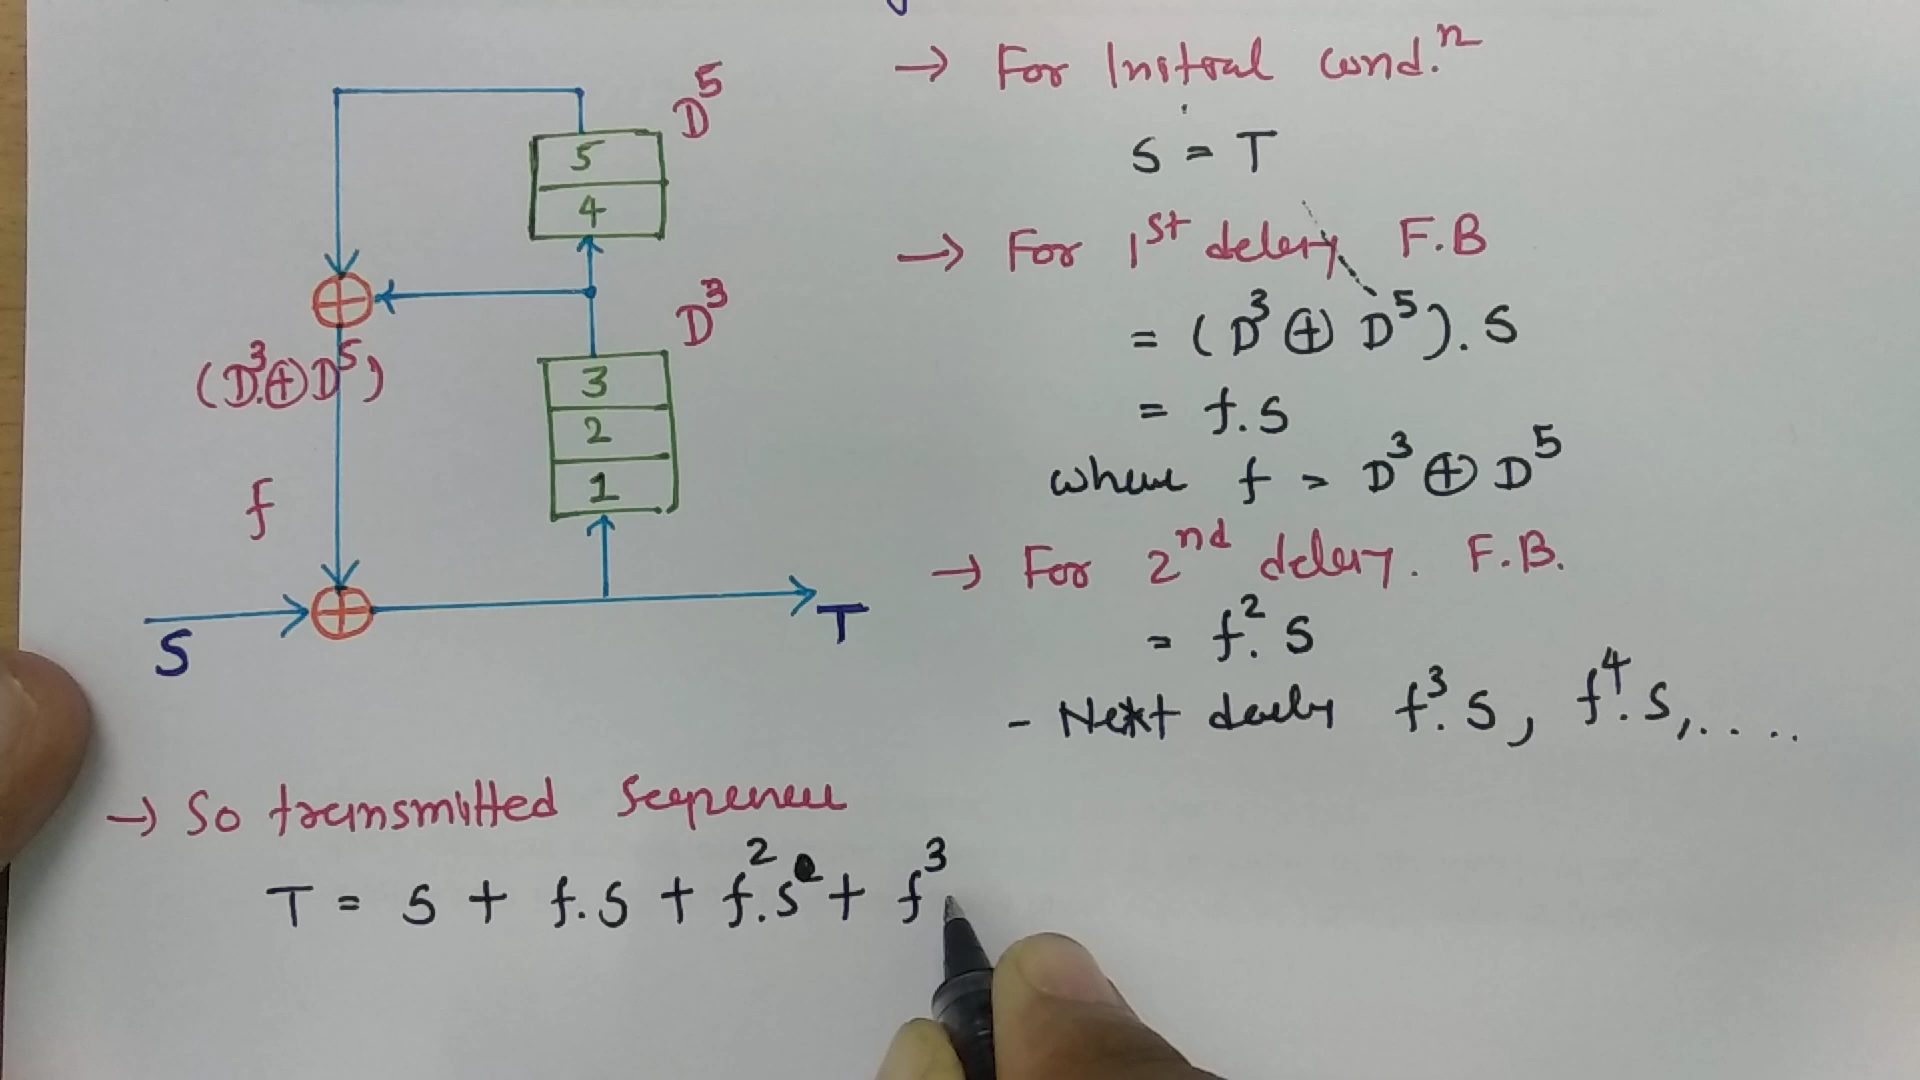 D⁵
5
4
D³
(D³⊕D⁵)
3
2
1
f
S
T
→ For Initial cond.ⁿ
S = T
→ For 1st delay F.B
= (D³ ⊕ D⁵). S
= f.S
where f = D³ ⊕ D⁵
→ For 2nd delay. F.B.
= f².S
- Next delay f³.S, f⁴.S,....
→ So transmitted Sequence
T = S + f.S + f².S + f³